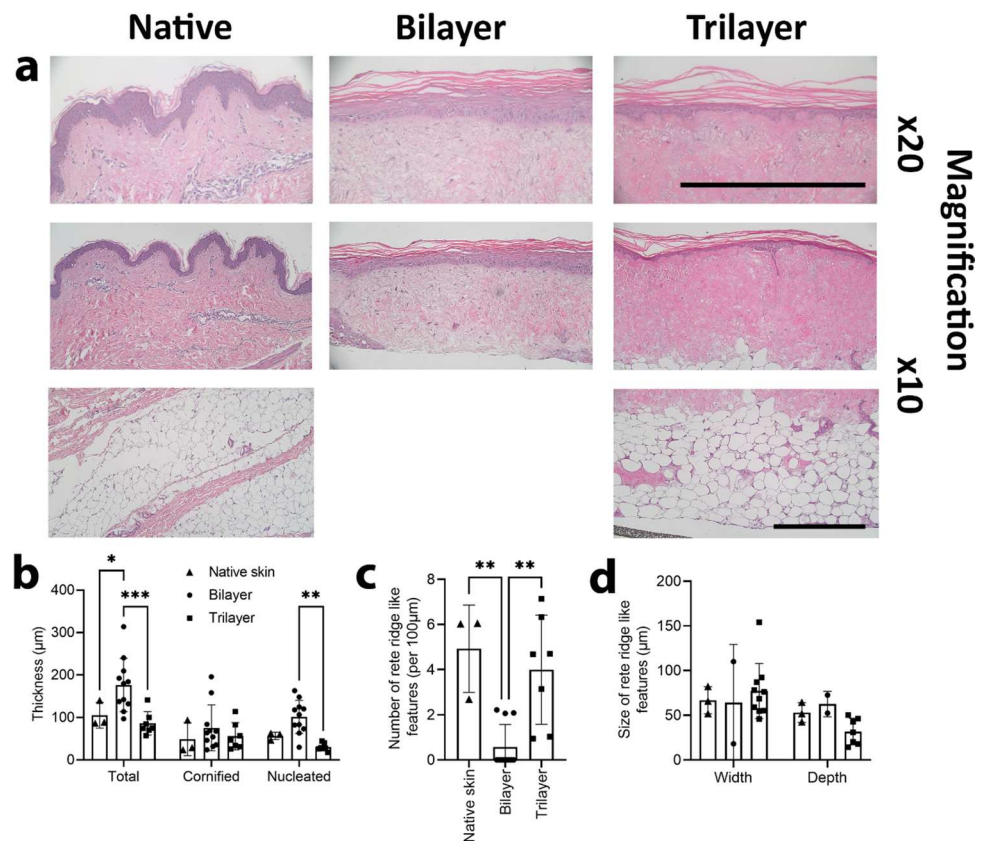 Native
Bilayer
Trilayer
a
x20
x10
Magnification
b
Thickness (µm)
400
300
200
100
0
*
***
**
Native skin
Bilayer
Trilayer
Total
Cornified
Nucleated
c
Number of rete ridge like
features (per 100µm)
8
6
4
2
0
**
**
Native skin
Bilayer
Trilayer
d
Size of rete ridge like
features (µm)
200
150
100
50
0
Width
Depth